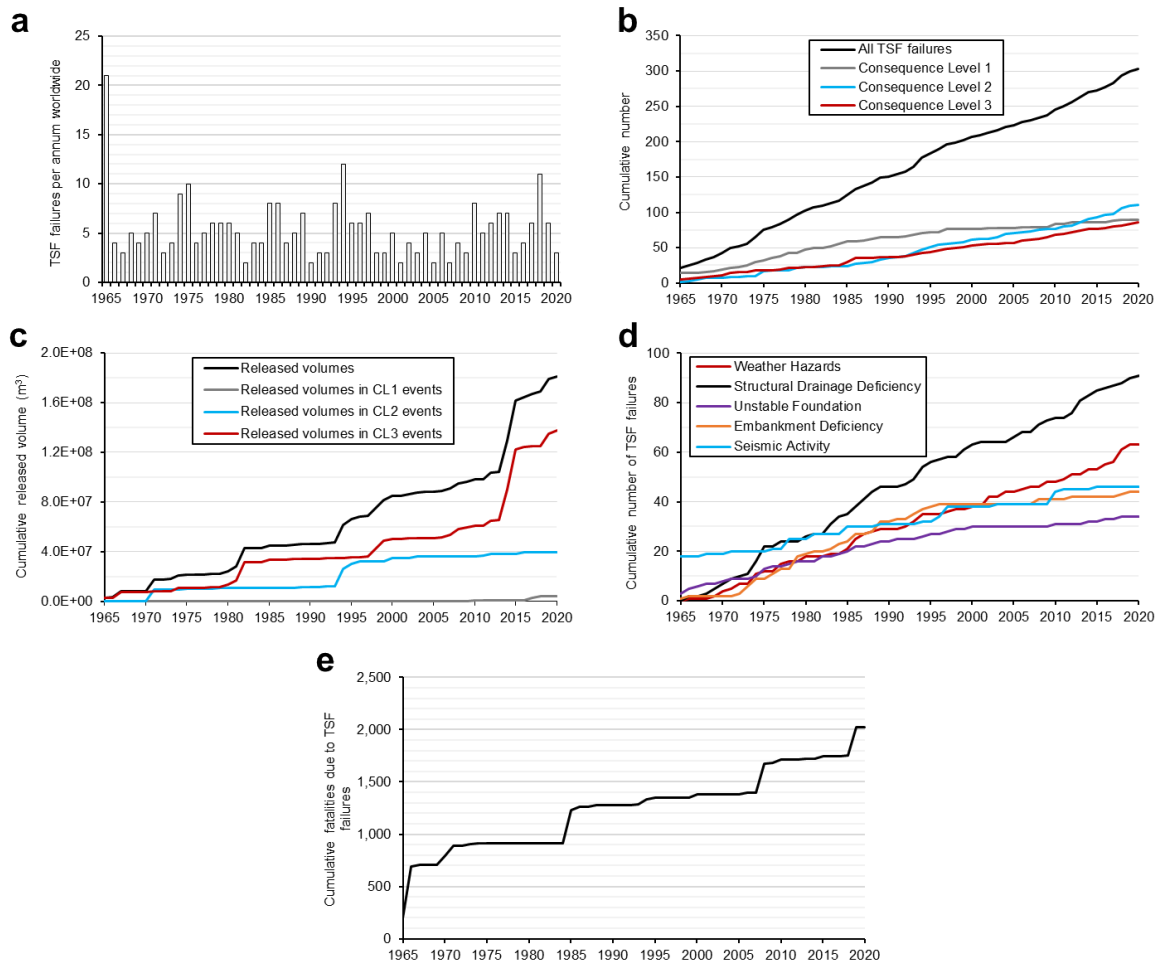 a
TSF failures per annum worldwide
25
20
15
10
5
0
1965 1970 1975 1980 1985 1990 1995 2000 2005 2010 2015 2020
b
Cumulative number
350
300
250
200
150
100
50
0
All TSF failures
Consequence Level 1
Consequence Level 2
Consequence Level 3
1965 1970 1975 1980 1985 1990 1995 2000 2005 2010 2015 2020
c
Cumulative released volume (m³)
2.0E+08
1.6E+08
1.2E+08
8.0E+07
4.0E+07
0.0E+00
Released volumes
Released volumes in CL1 events
Released volumes in CL2 events
Released volumes in CL3 events
1965 1970 1975 1980 1985 1990 1995 2000 2005 2010 2015 2020
d
Cumulative number of TSF failures
100
80
60
40
20
0
Weather Hazards
Structural Drainage Deficiency
Unstable Foundation
Embankment Deficiency
Seismic Activity
1965 1970 1975 1980 1985 1990 1995 2000 2005 2010 2015 2020
e
Cumulative fatalities due to TSF
failures
2,500
2,000
1,500
1,000
500
0
1965 1970 1975 1980 1985 1990 1995 2000 2005 2010 2015 2020